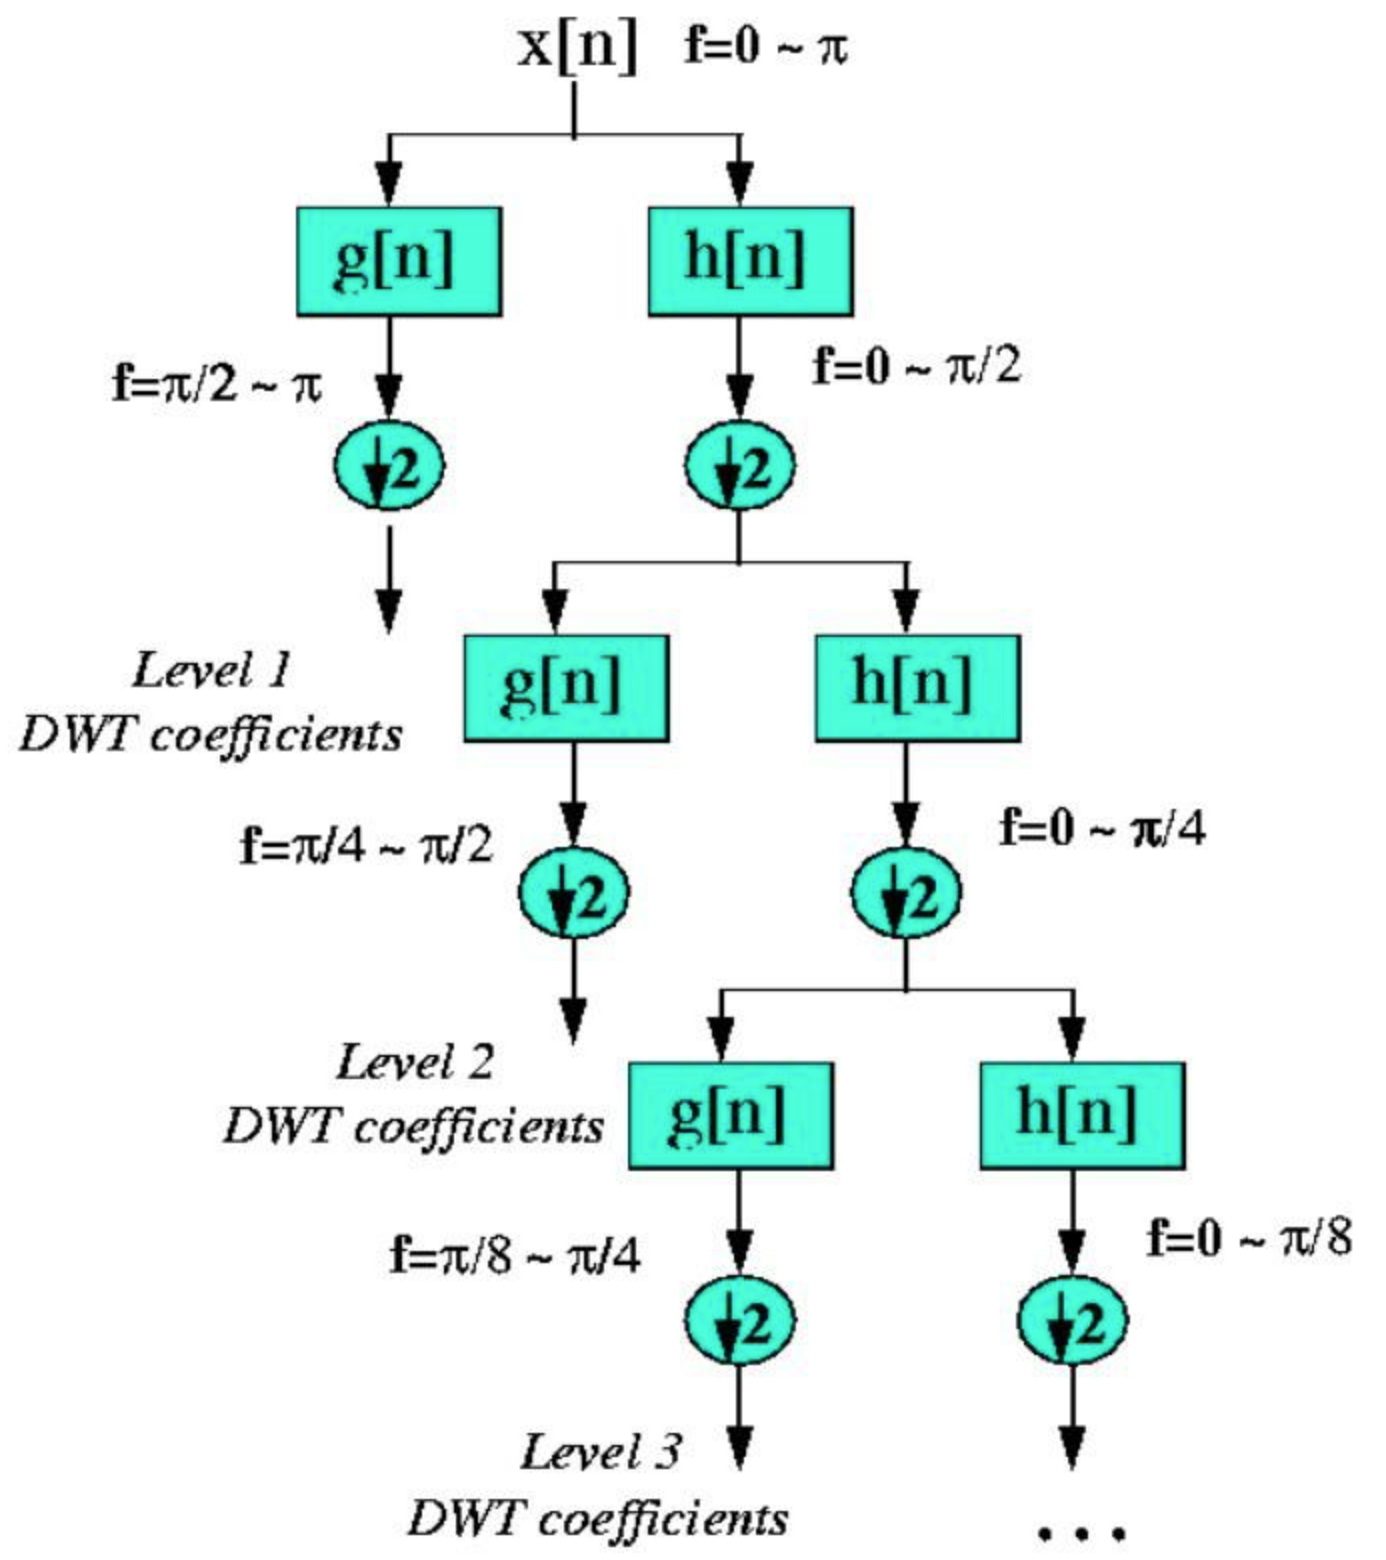 x[n] f=0 ~ π
g[n] h[n]
f=π/2 ~ π f=0 ~ π/2
2 2
Level 1
DWT coefficients
g[n] h[n]
f=π/4 ~ π/2 f=0 ~ π/4
2 2
Level 2
DWT coefficients
g[n] h[n]
f=π/8 ~ π/4 f=0 ~ π/8
2 2
Level 3
DWT coefficients
...